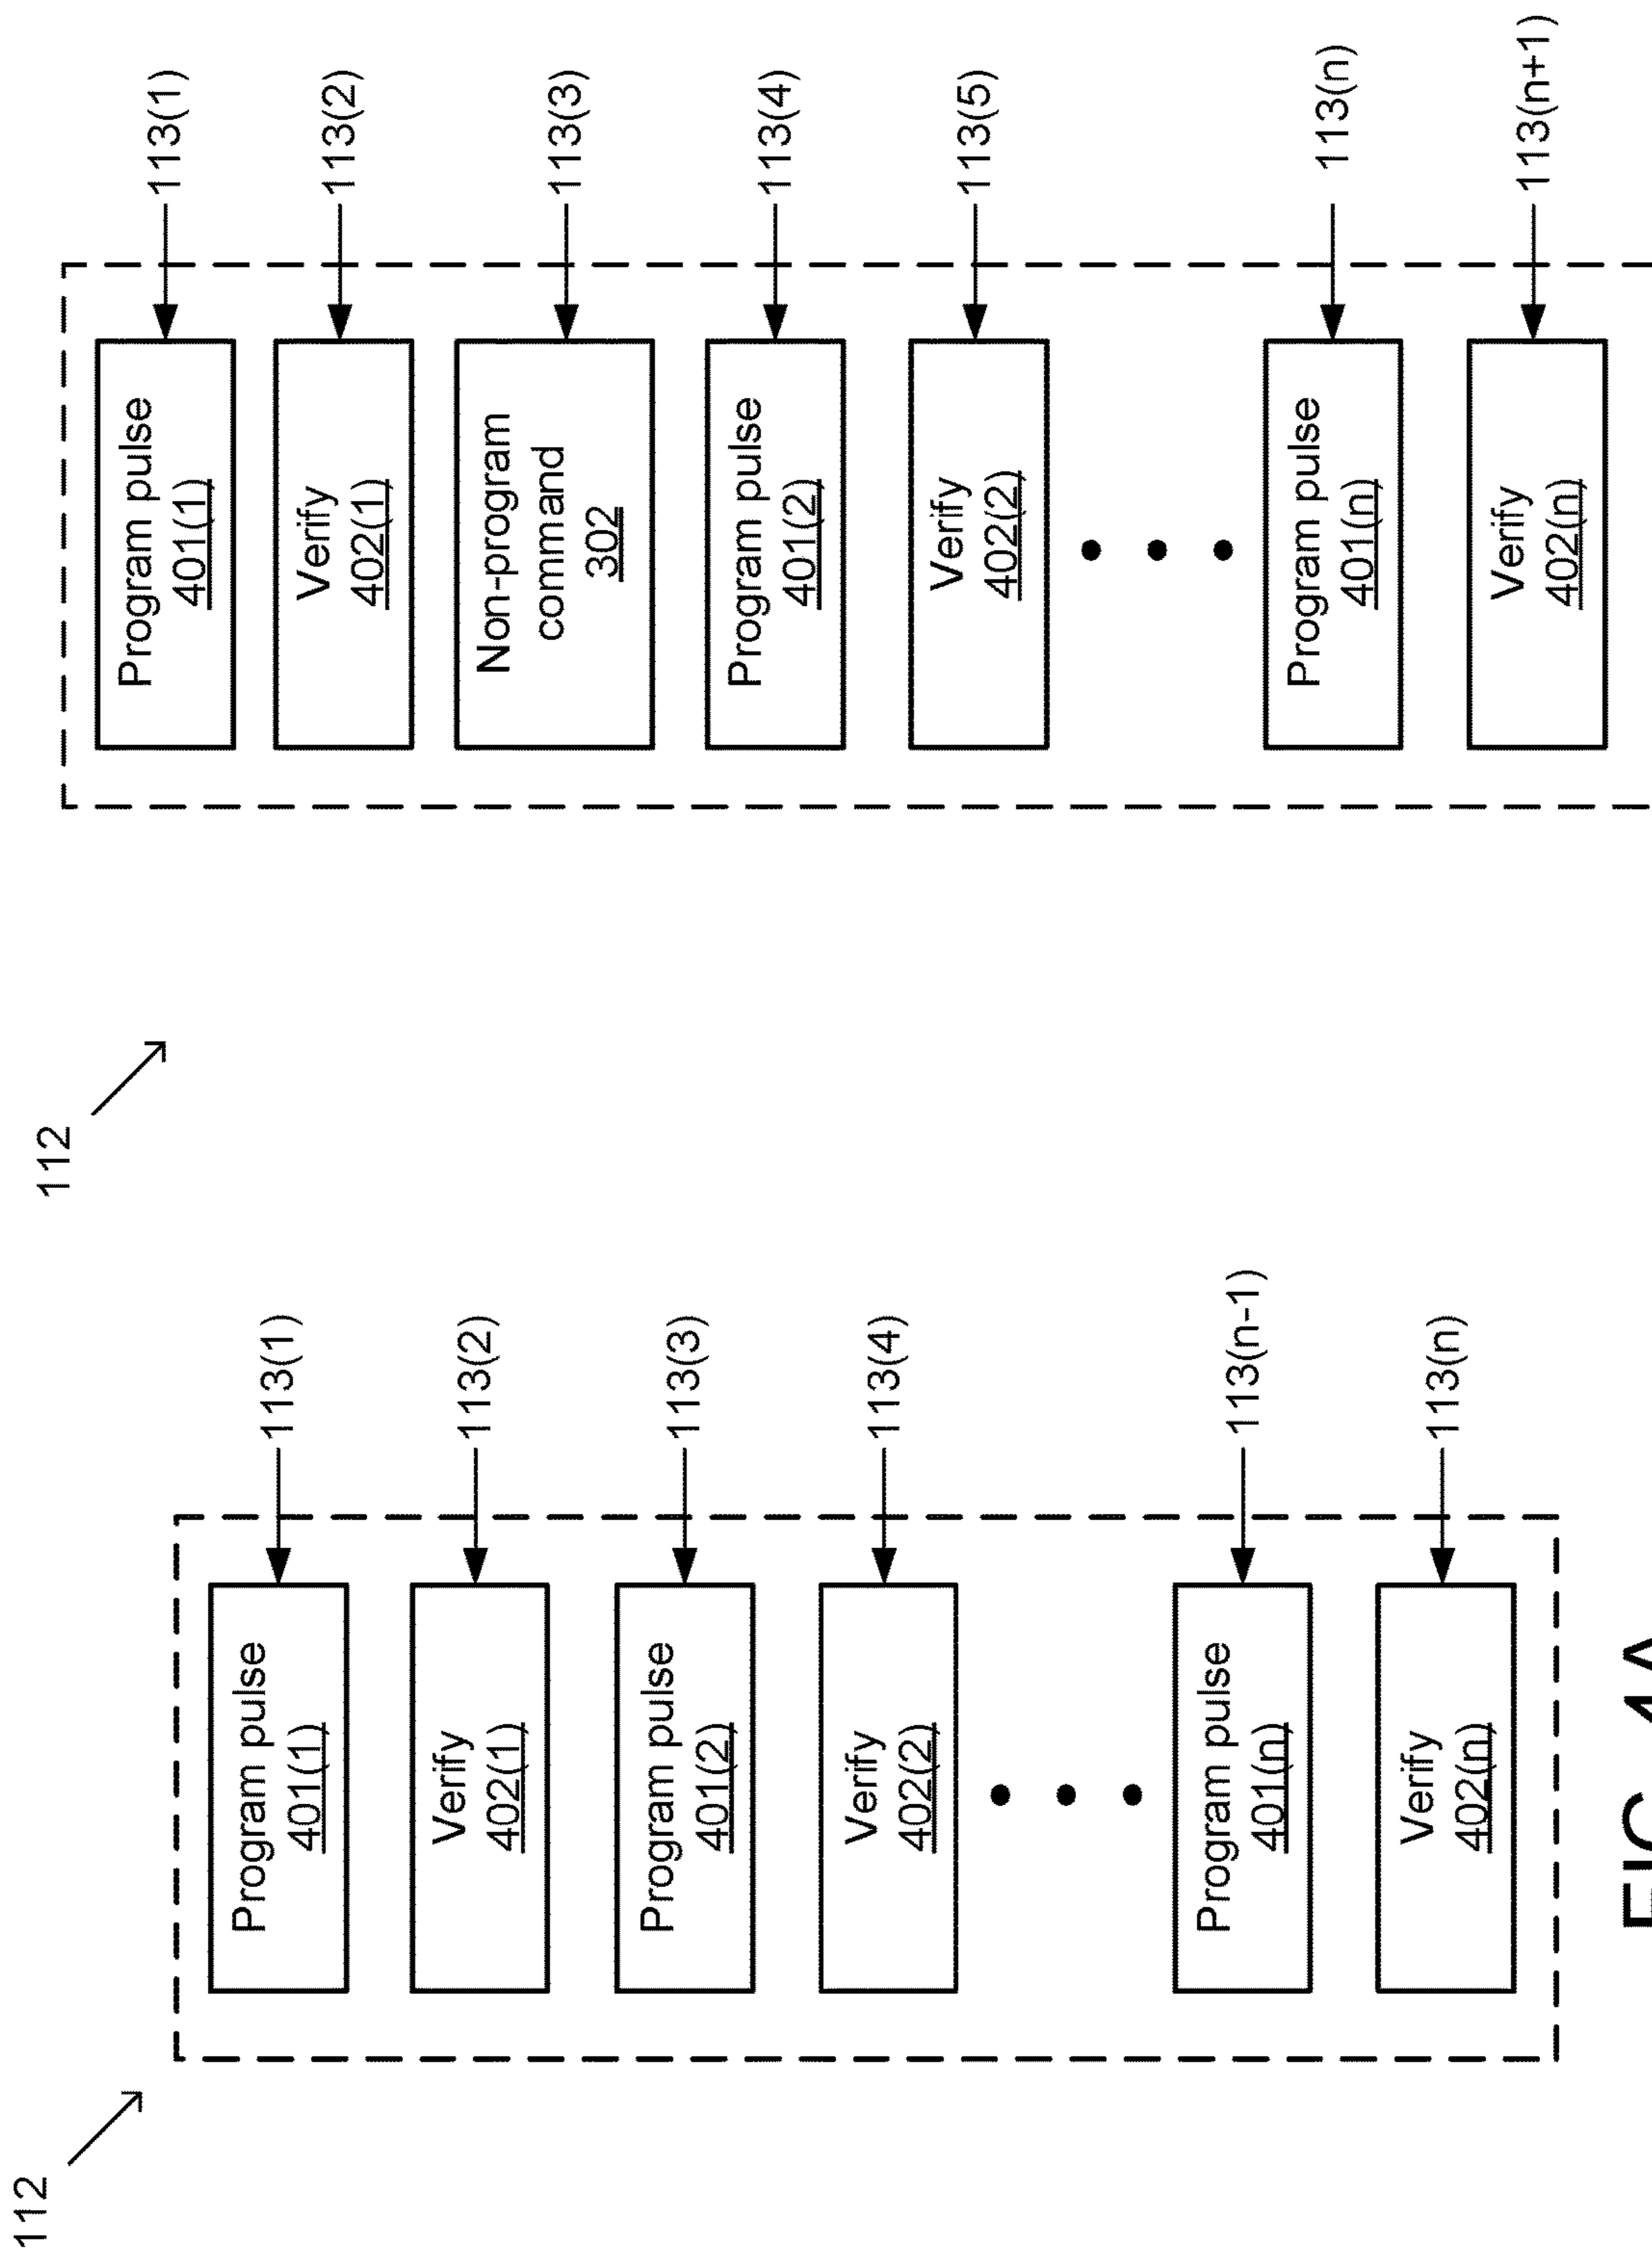 112
Program pulse
401(1)
113(1)
Verify
402(1)
113(2)
Program pulse
401(2)
113(3)
Verify
402(2)
113(4)
Program pulse
401(n)
113(n-1)
Verify
402(n)
113(n)
FIG. 4A
112
Program pulse
401(1)
113(1)
Verify
402(1)
113(2)
Non-program
command
302
113(3)
Program pulse
401(2)
113(4)
Verify
402(2)
113(5)
Program pulse
401(n)
113(n)
Verify
402(n)
113(n+1)